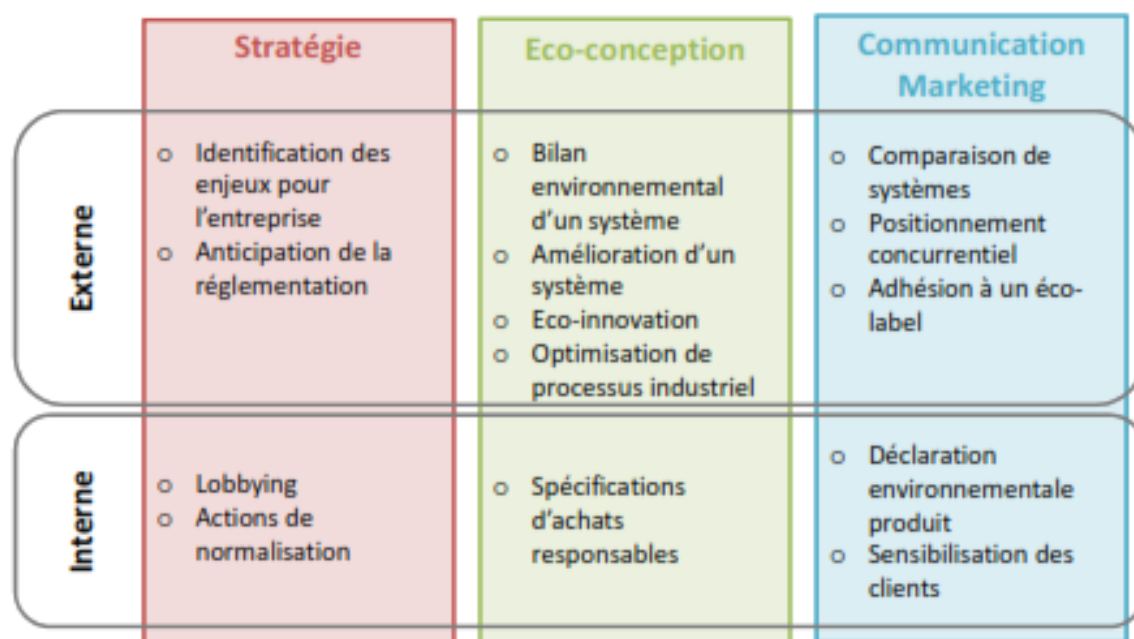 Stratégie
Eco-conception
Communication
Marketing
Externe
o Identification des
enjeux pour
l'entreprise
o Anticipation de la
réglementation
o Bilan
environnemental
d'un système
o Amélioration d'un
système
o Eco-innovation
o Optimisation de
processus industriel
o Comparaison de
systèmes
o Positionnement
concurrentiel
o Adhésion à un éco-
label
Interne
o Lobbying
o Actions de
normalisation
o Spécifications
d'achats
responsables
o Déclaration
environnementale
produit
o Sensibilisation des
clients